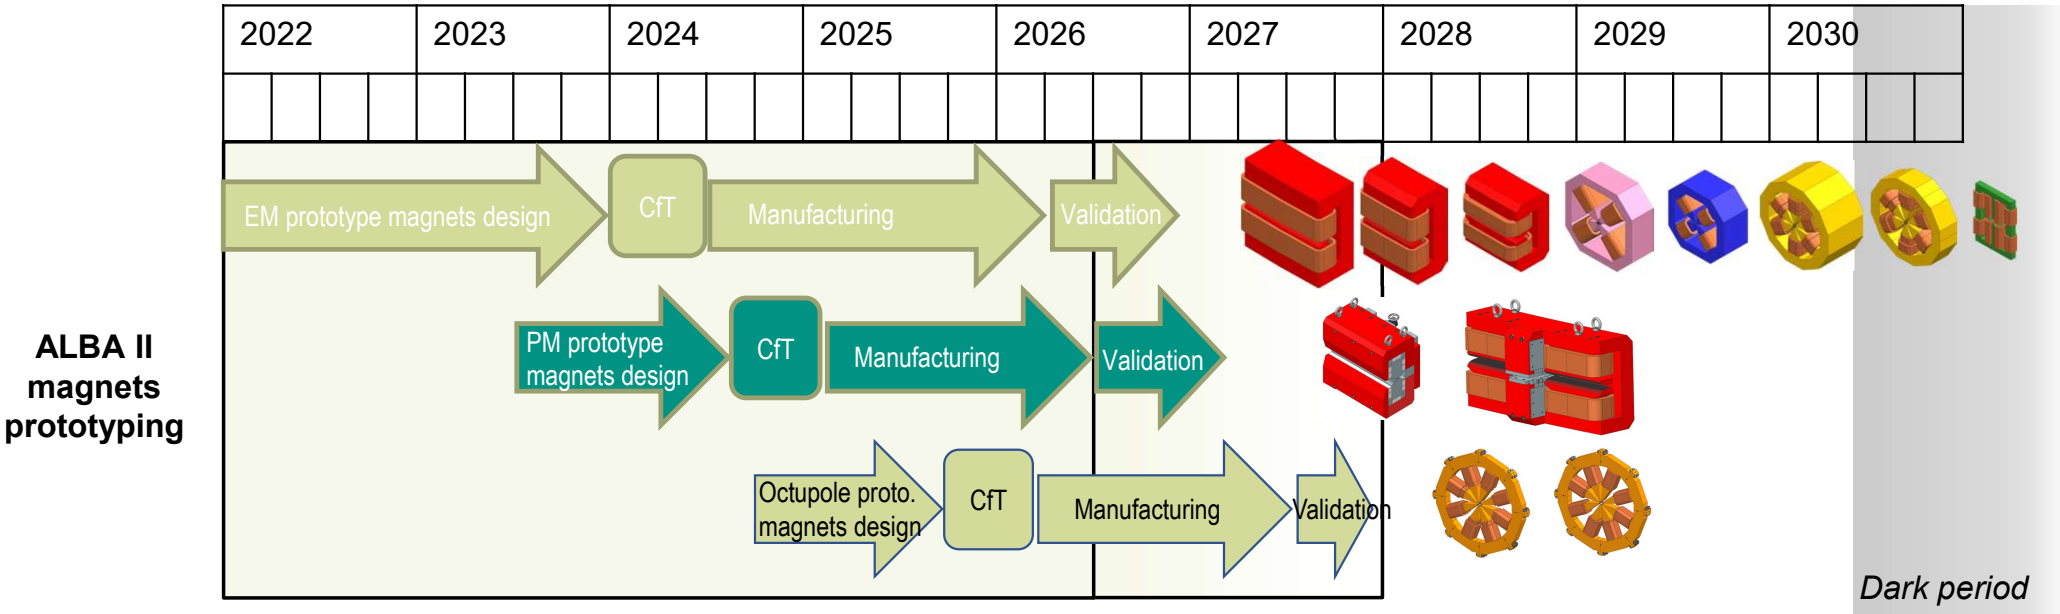 2022 2023 2024 2025 2026 2027 2028 2029 2030
EM prototype magnets design CfT Manufacturing Validation
ALBA II
magnets
prototyping
PM prototype
magnets design
CfT
Manufacturing
Validation
Octupole proto.
magnets design
CfT
Manufacturing
Validation
Dark period